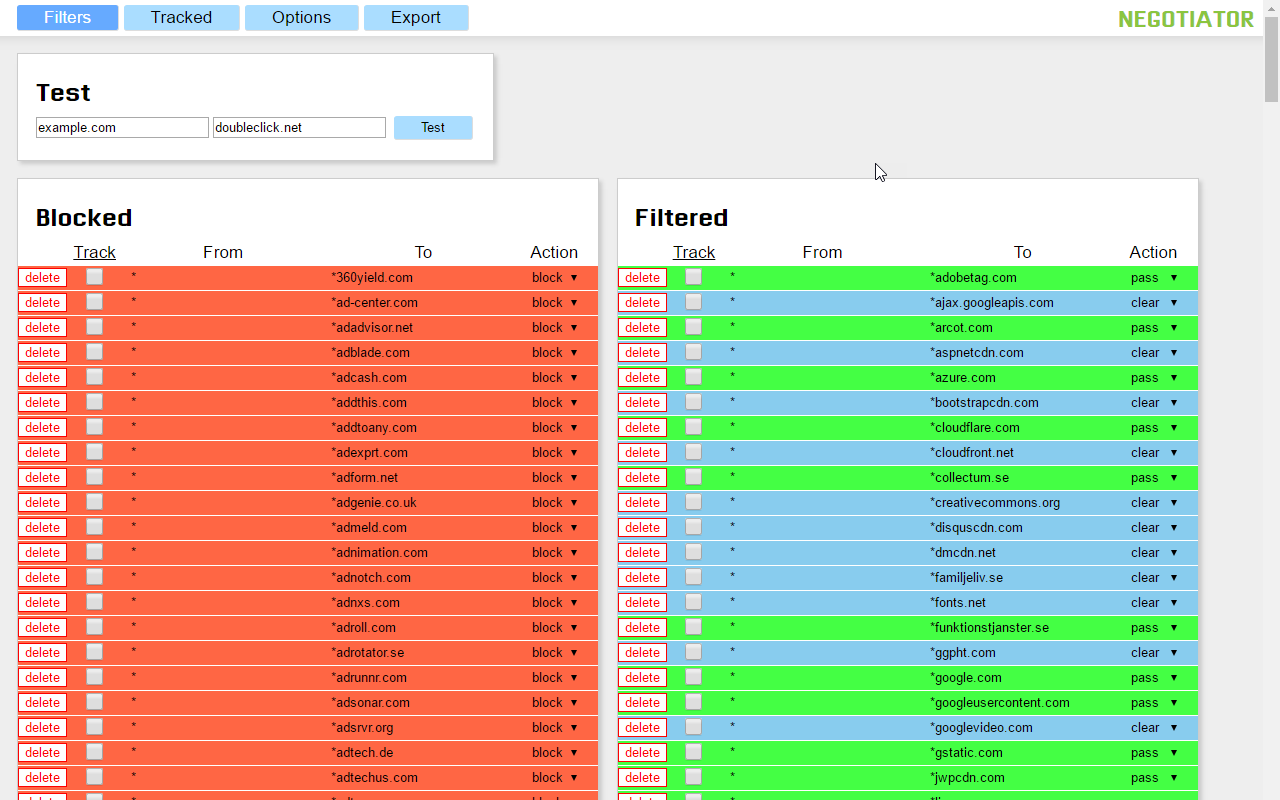 Filters Tracked Options Export NEGOTIATOR
Test
example.com doubleclick.net Test
Blocked
Track From To Action
delete * *360yield.com block ▼
delete * *ad-center.com block ▼
delete * *adadvisor.net block ▼
delete * *adblade.com block ▼
delete * *adcash.com block ▼
delete * *addthis.com block ▼
delete * *addtoany.com block ▼
delete * *adexprt.com block ▼
delete * *adform.net block ▼
delete * *adgenie.co.uk block ▼
delete * *admeld.com block ▼
delete * *adnimation.com block ▼
delete * *adnotch.com block ▼
delete * *adnxs.com block ▼
delete * *adroll.com block ▼
delete * *adrotator.se block ▼
delete * *adrunnr.com block ▼
delete * *adsonar.com block ▼
delete * *adsrvr.org block ▼
delete * *adtech.de block ▼
delete * *adtechus.com block ▼
Filtered
Track From To Action
delete * *adobetag.com pass ▼
delete * *ajax.googleapis.com clear ▼
delete * *arcot.com pass ▼
delete * *aspnetcdn.com clear ▼
delete * *azure.com pass ▼
delete * *bootstrapcdn.com clear ▼
delete * *cloudflare.com pass ▼
delete * *cloudfront.net clear ▼
delete * *collectum.se pass ▼
delete * *creativecommons.org clear ▼
delete * *disquscdn.com clear ▼
delete * *dmcdn.net clear ▼
delete * *familjeliv.se clear ▼
delete * *fonts.net clear ▼
delete * *funktionstjanster.se pass ▼
delete * *ggpht.com clear ▼
delete * *google.com pass ▼
delete * *googleusercontent.com pass ▼
delete * *googlevideo.com clear ▼
delete * *gstatic.com pass ▼
delete * *jwpcdn.com pass ▼